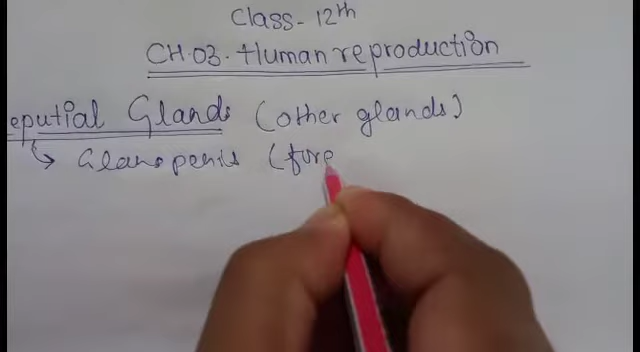 Class- 12th
CH.03. Human reproduction
eputial Glands (other glands)
↳ Glans penis (fore